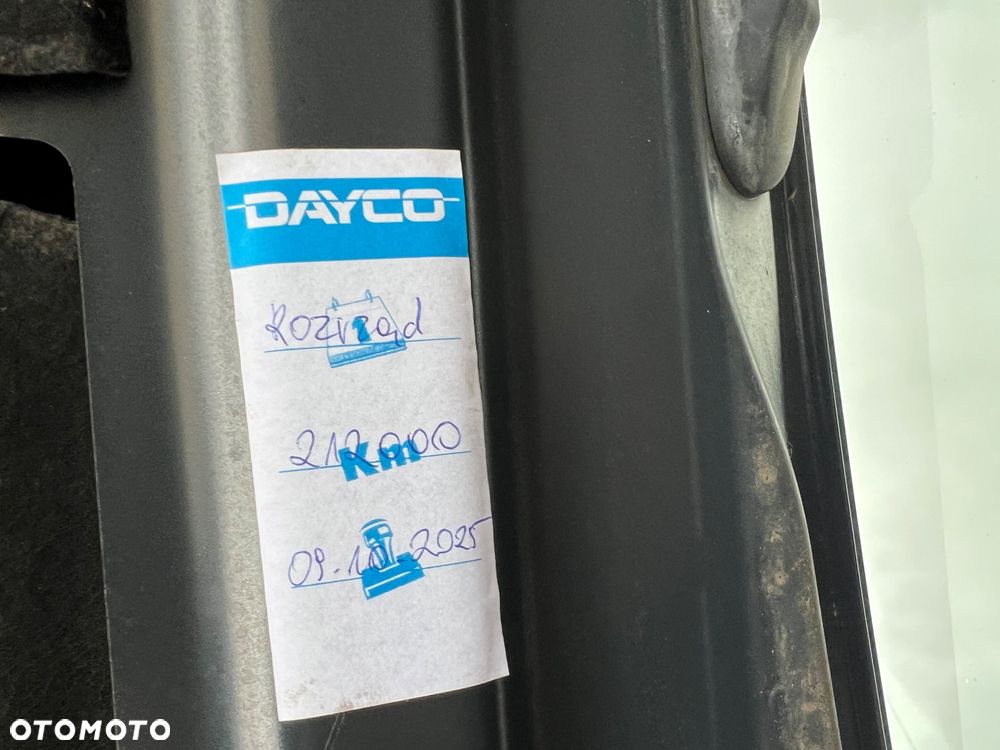 DAYCO
Rozrząd
212000
Km
09.10.2025
OTOMOTO